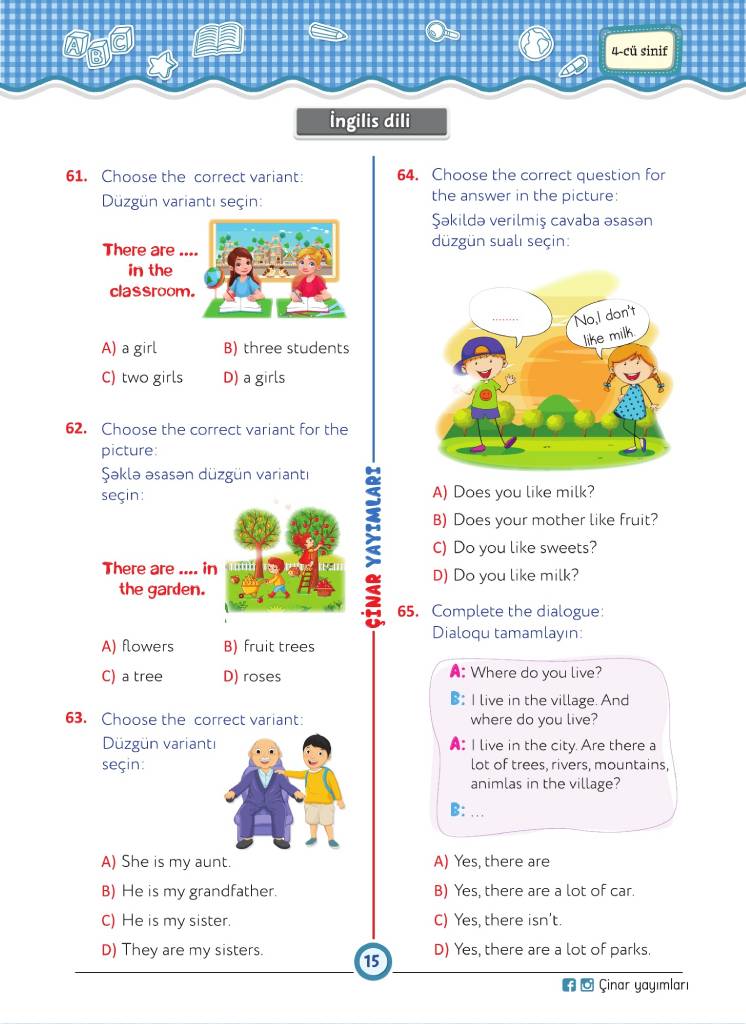 ABC
4-cü sinif
İngilis dili
61. Choose the correct variant:
Düzgün variantı seçin:
There are ....
in the
classroom.
A) a girl B) three students
C) two girls D) a girls
62. Choose the correct variant for the
picture:
Şəklə əsasən düzgün variantı
seçin:
There are .... in
the garden.
A) flowers B) fruit trees
C) a tree D) roses
63. Choose the correct variant:
Düzgün variantı
seçin:
A) She is my aunt.
B) He is my grandfather.
C) He is my sister.
D) They are my sisters.
ÇİNAR YAYIMLARI
64. Choose the correct question for
the answer in the picture:
Şəkildə verilmiş cavaba əsasən
düzgün sualı seçin:
........
No,I don't
like milk.
A) Does you like milk?
B) Does your mother like fruit?
C) Do you like sweets?
D) Do you like milk?
65. Complete the dialogue:
Dialoqu tamamlayın:
A: Where do you live?
B: I live in the village. And
where do you live?
A: I live in the city. Are there a
lot of trees, rivers, mountains,
animlas in the village?
B: ...
A) Yes, there are
B) Yes, there are a lot of car.
C) Yes, there isn't.
D) Yes, there are a lot of parks.
15
Çinar yayımları